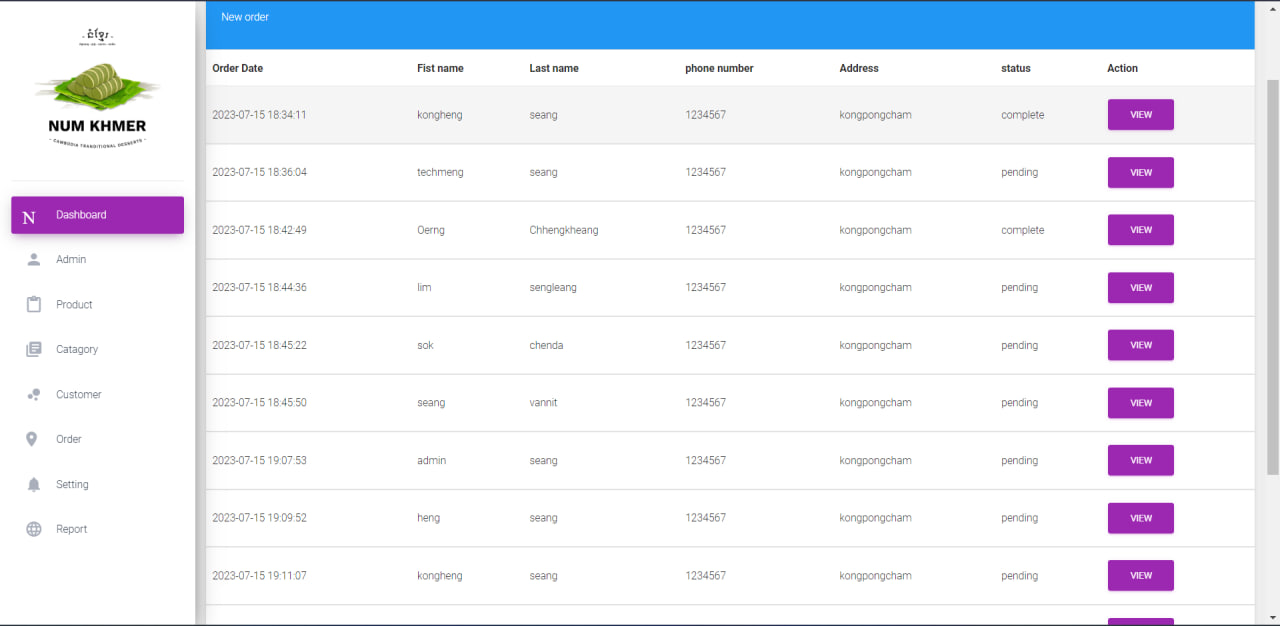 New order
- នំខ្មែរ -
NUM KHMER
- CAMBODIA TRADITIONAL DESSERTS -
N Dashboard
Admin
Product
Catagory
Customer
Order
Setting
Report
Order Date Fist name Last name phone number Address status Action
2023-07-15 18:34:11 kongheng seang 1234567 kongpongcham complete VIEW
2023-07-15 18:36:04 techmeng seang 1234567 kongpongcham pending VIEW
2023-07-15 18:42:49 Oerng Chhengkheang 1234567 kongpongcham complete VIEW
2023-07-15 18:44:36 lim sengleang 1234567 kongpongcham pending VIEW
2023-07-15 18:45:22 sok chenda 1234567 kongpongcham pending VIEW
2023-07-15 18:45:50 seang vannit 1234567 kongpongcham pending VIEW
2023-07-15 19:07:53 admin seang 1234567 kongpongcham pending VIEW
2023-07-15 19:09:52 heng seang 1234567 kongpongcham pending VIEW
2023-07-15 19:11:07 kongheng seang 1234567 kongpongcham pending VIEW